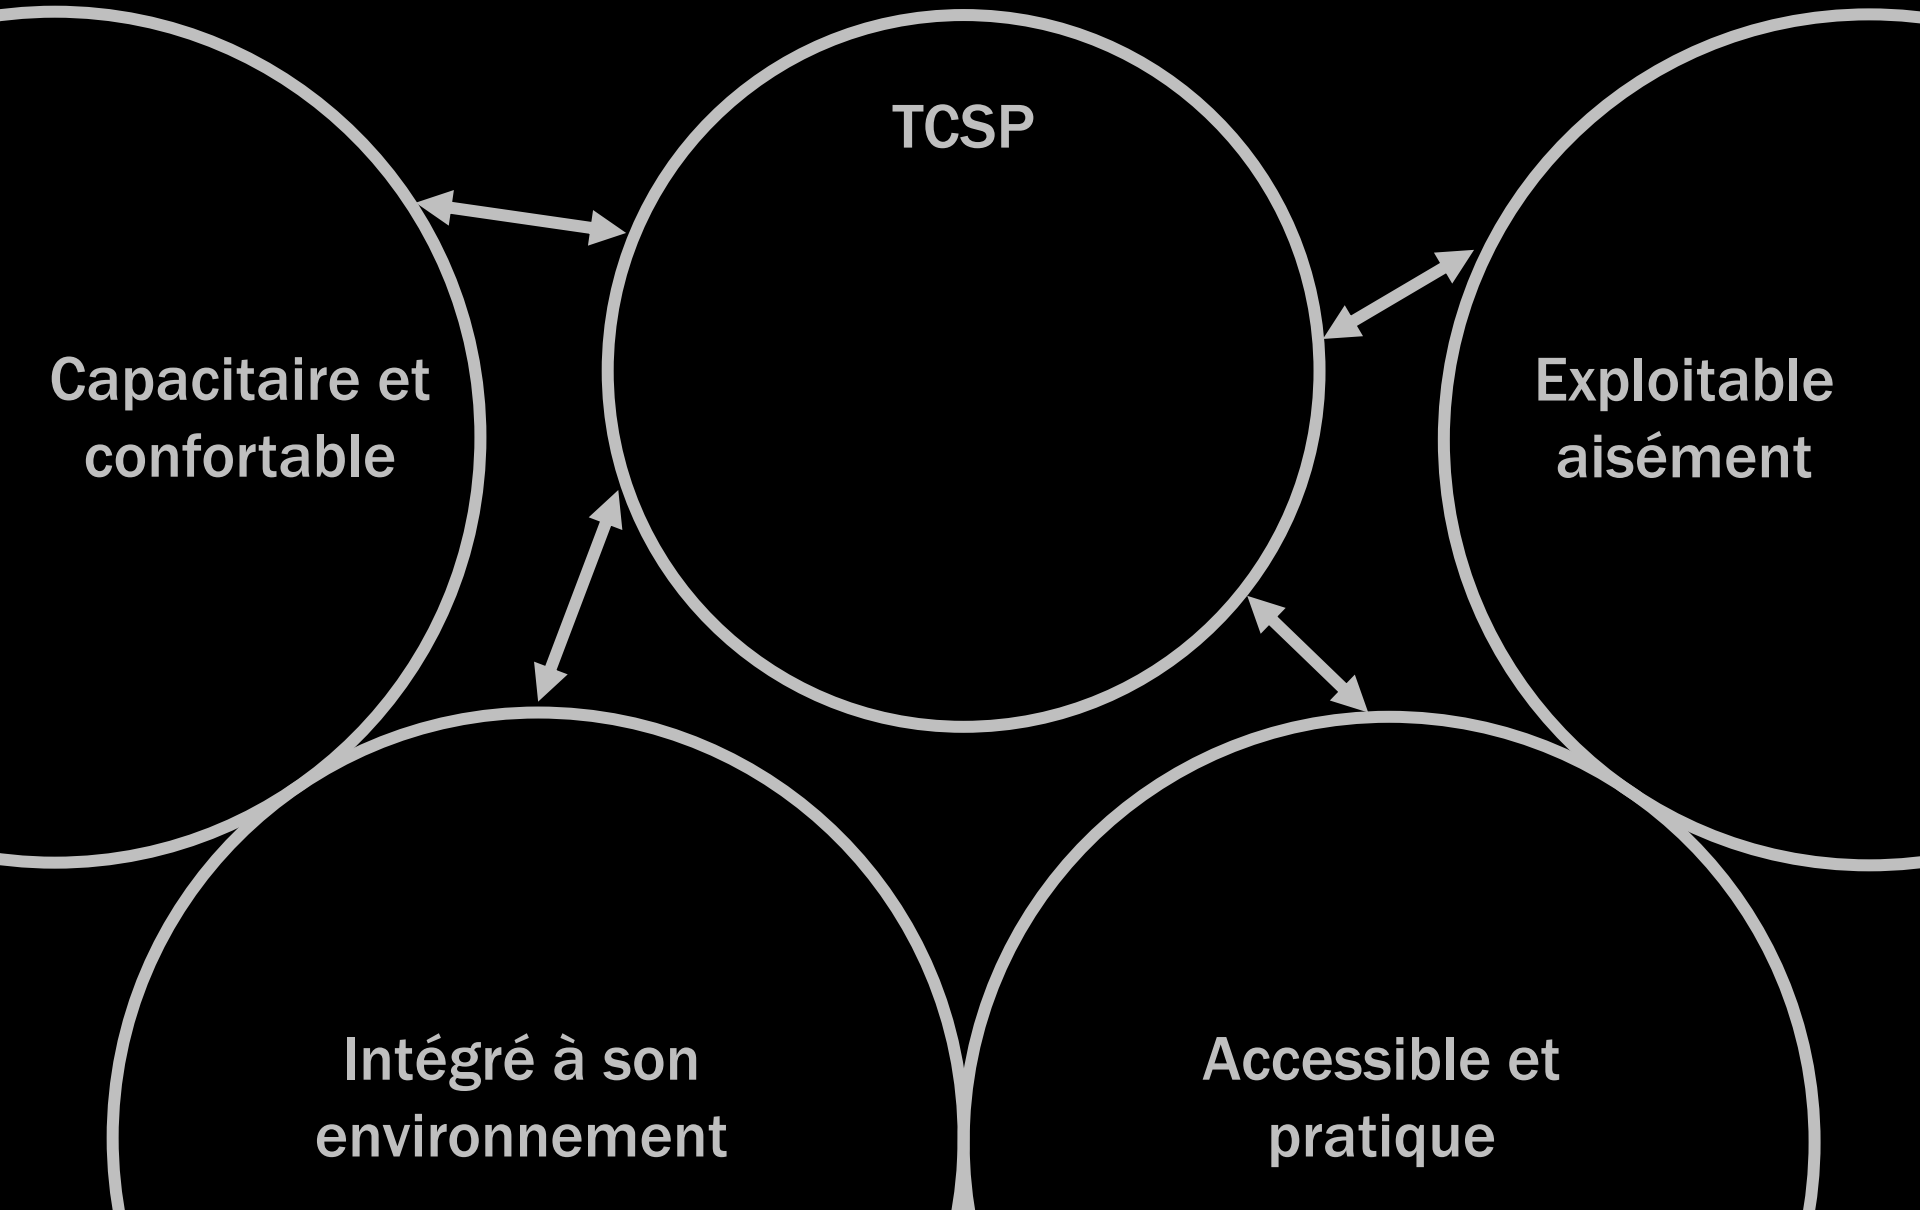 TCSP
Capacitaire et
confortable
Exploitable
aisément
Intégré à son
environnement
Accessible et
pratique